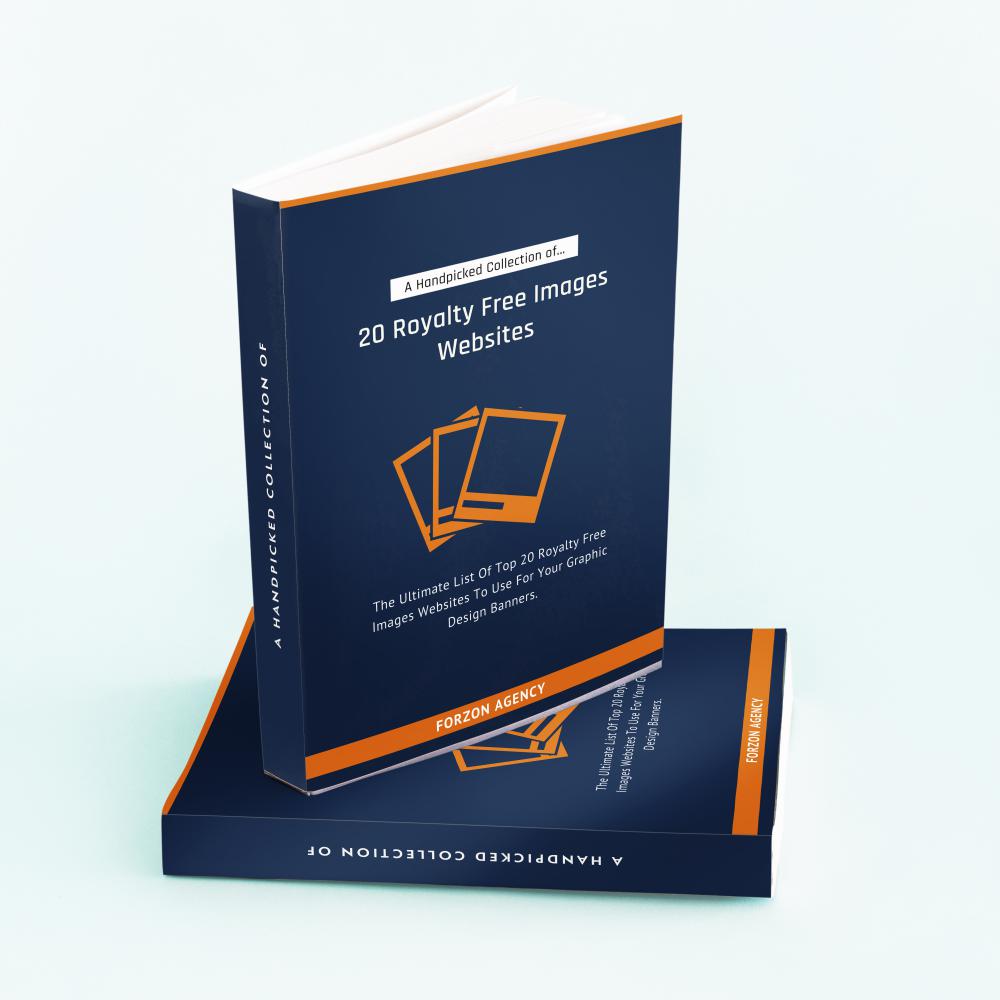 A HANDPICKED COLLECTION OF
A Handpicked Collection of...
20 Royalty Free Images
Websites
The Ultimate List Of Top 20 Royalty Free
Images Websites To Use For Your Graphic
Design Banners.
FORZON AGENCY
The Ultimate List Of Top 20
Images Websites To Use For Your
Design Banners.
FORZON AGENCY
A HANDPICKED COLLECTION OF